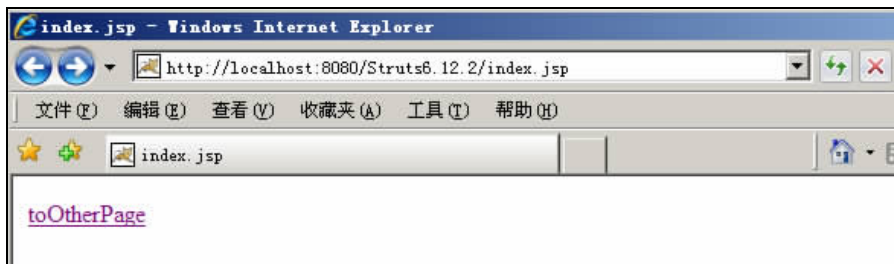 index.jsp - Windows Internet Explorer
http://localhost:8080/Struts6.12.2/index.jsp
文件(F) 编辑(E) 查看(V) 收藏夹(A) 工具(T) 帮助(H)
index.jsp
toOtherPage